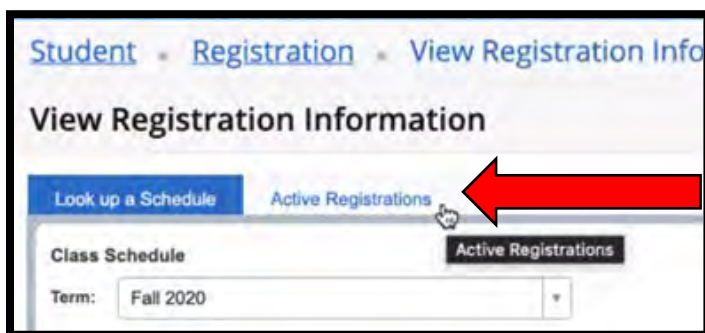 Student • Registration • View Registration Info
View Registration Information
Look up a Schedule Active Registrations
Class Schedule Active Registrations
Term: Fall 2020